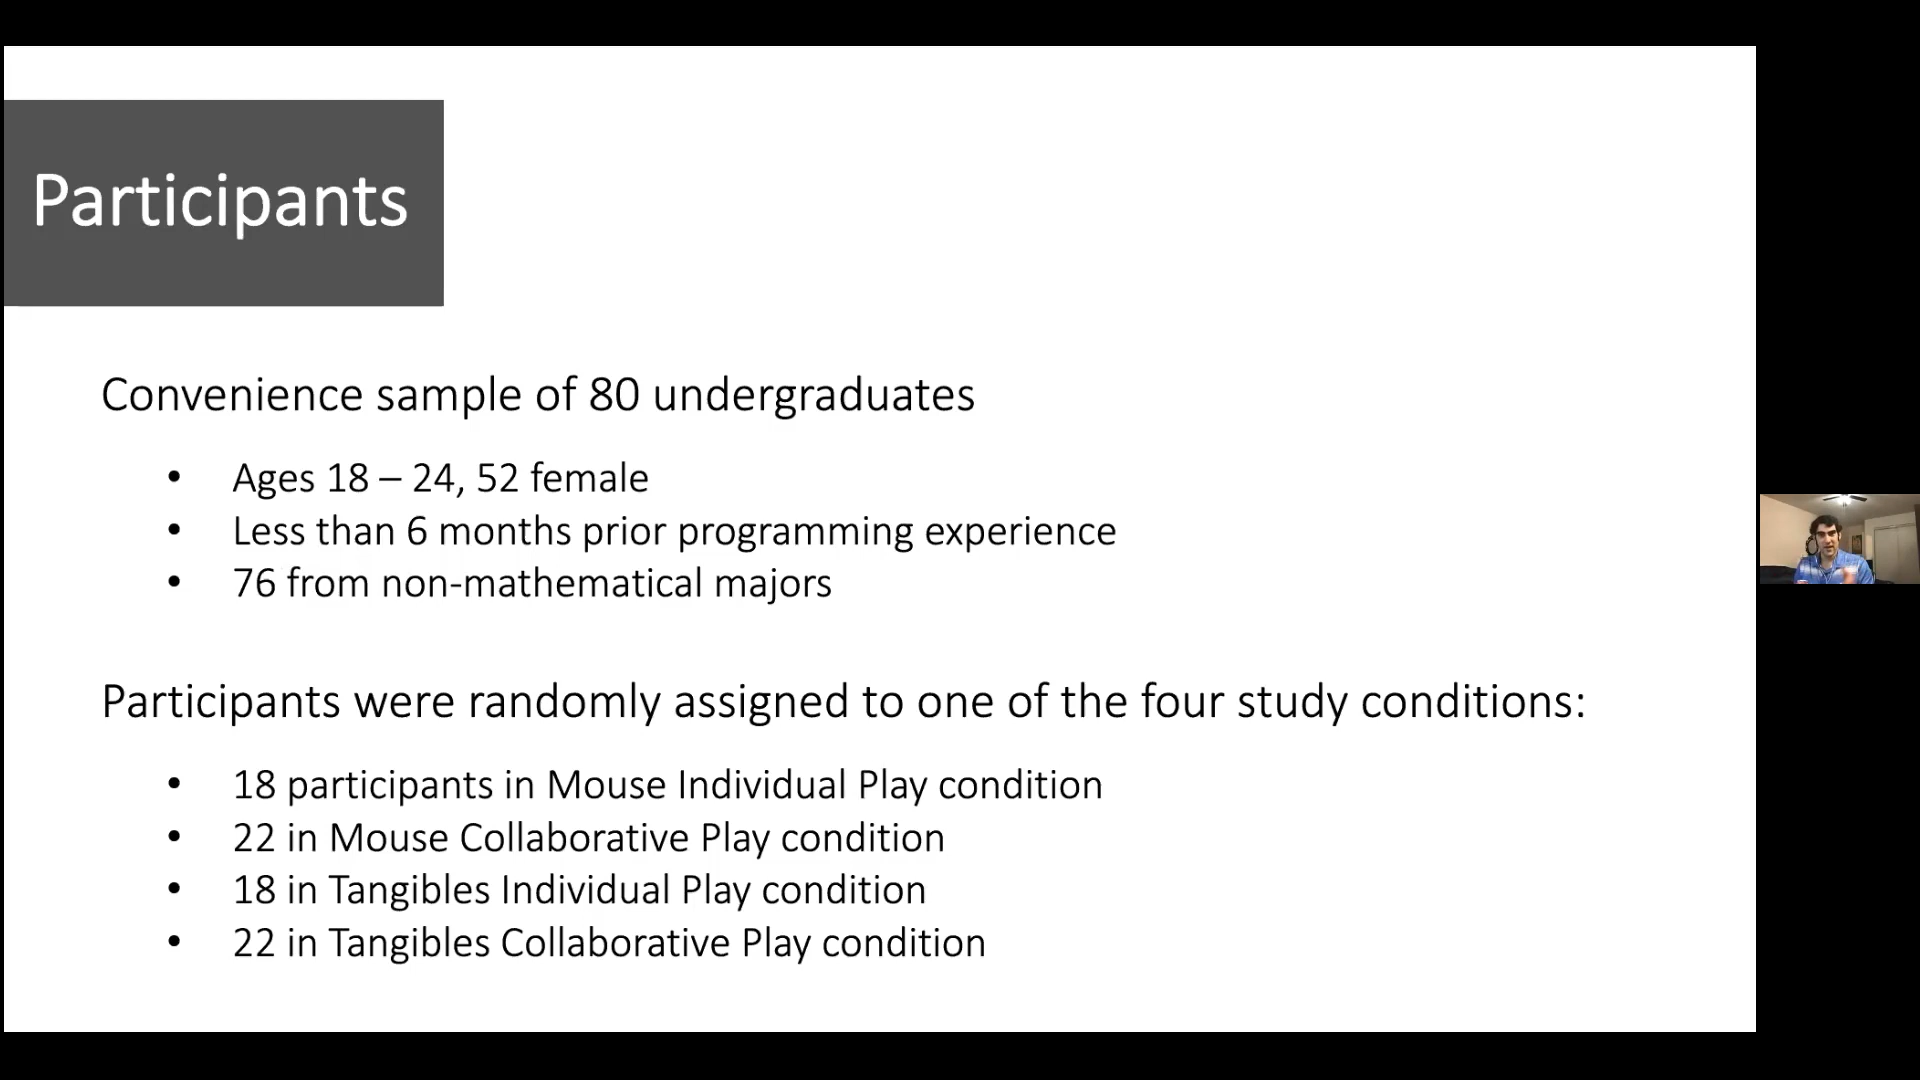 Participants
Convenience sample of 80 undergraduates
• Ages 18 – 24, 52 female
• Less than 6 months prior programming experience
• 76 from non-mathematical majors
Participants were randomly assigned to one of the four study conditions:
• 18 participants in Mouse Individual Play condition
• 22 in Mouse Collaborative Play condition
• 18 in Tangibles Individual Play condition
• 22 in Tangibles Collaborative Play condition